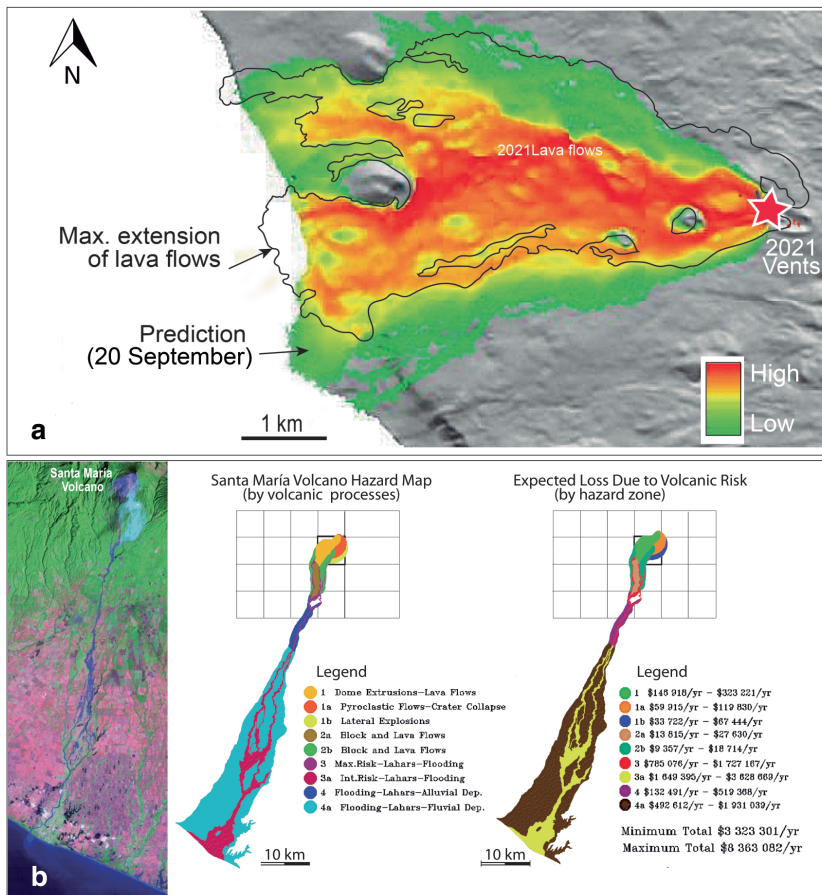 N
2021Lava flows
Max. extension
of lava flows
2021
Vents
Prediction
(20 September)
High
Low
1 km
a
Santa María
Volcano
Santa María Volcano Hazard Map
(by volcanic processes)
Legend
1 Dome Extrusions—Lava Flows
1a Pyroclastic Flows—Crater Collapse
1b Lateral Explosions
2a Block and Lava Flows
2b Block and Lava Flows
3 Max.Risk—Lahars—Flooding
3a Int.Risk—Lahars—Flooding
4 Flooding—Lahars—Alluvial Dep.
4a Flooding—Lahars—Fluvial Dep.
10 km
Expected Loss Due to Volcanic Risk
(by hazard zone)
Legend
1 $146 918/yr – $323 221/yr
1a $59 915/yr – $119 830/yr
1b $33 722/yr – $67 444/yr
2a $13 815/yr – $27 630/yr
2b $9 357/yr – $18 714/yr
3 $785 076/yr – $1 727 167/yr
3a $1 649 395/yr – $3 628 669/yr
4 $132 491/yr – $519 368/yr
4a $492 612/yr – $1 931 039/yr
Minimum Total $3 323 301/yr
Maximum Total $8 363 082/yr
10 km
b